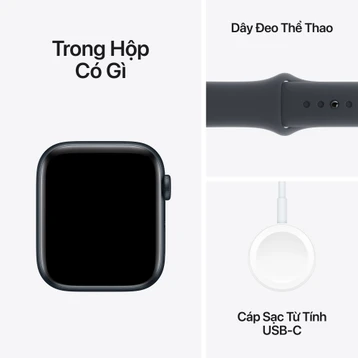 Trong Hộp
Có Gì
Dây Đeo Thể Thao
Cáp Sạc Từ Tính
USB-C